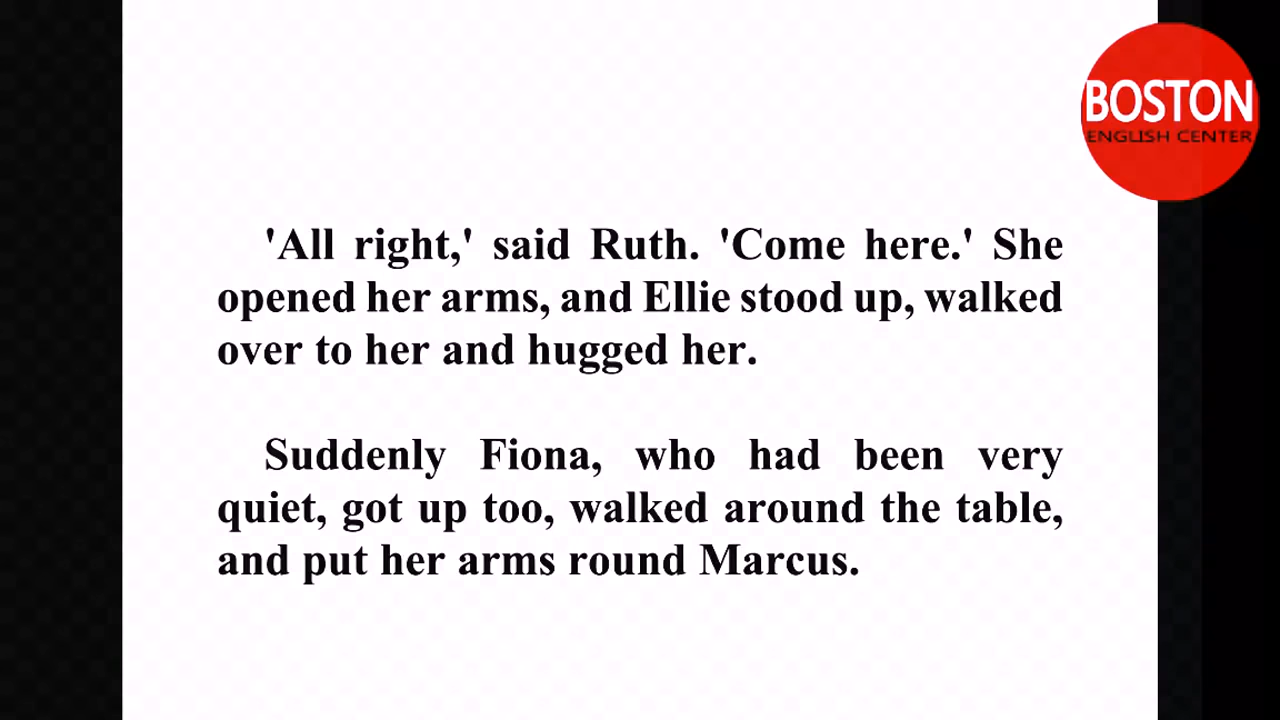 BOSTON
ENGLISH CENTER
'All right,' said Ruth. 'Come here.' She
opened her arms, and Ellie stood up, walked
over to her and hugged her.
Suddenly Fiona, who had been very
quiet, got up too, walked around the table,
and put her arms round Marcus.